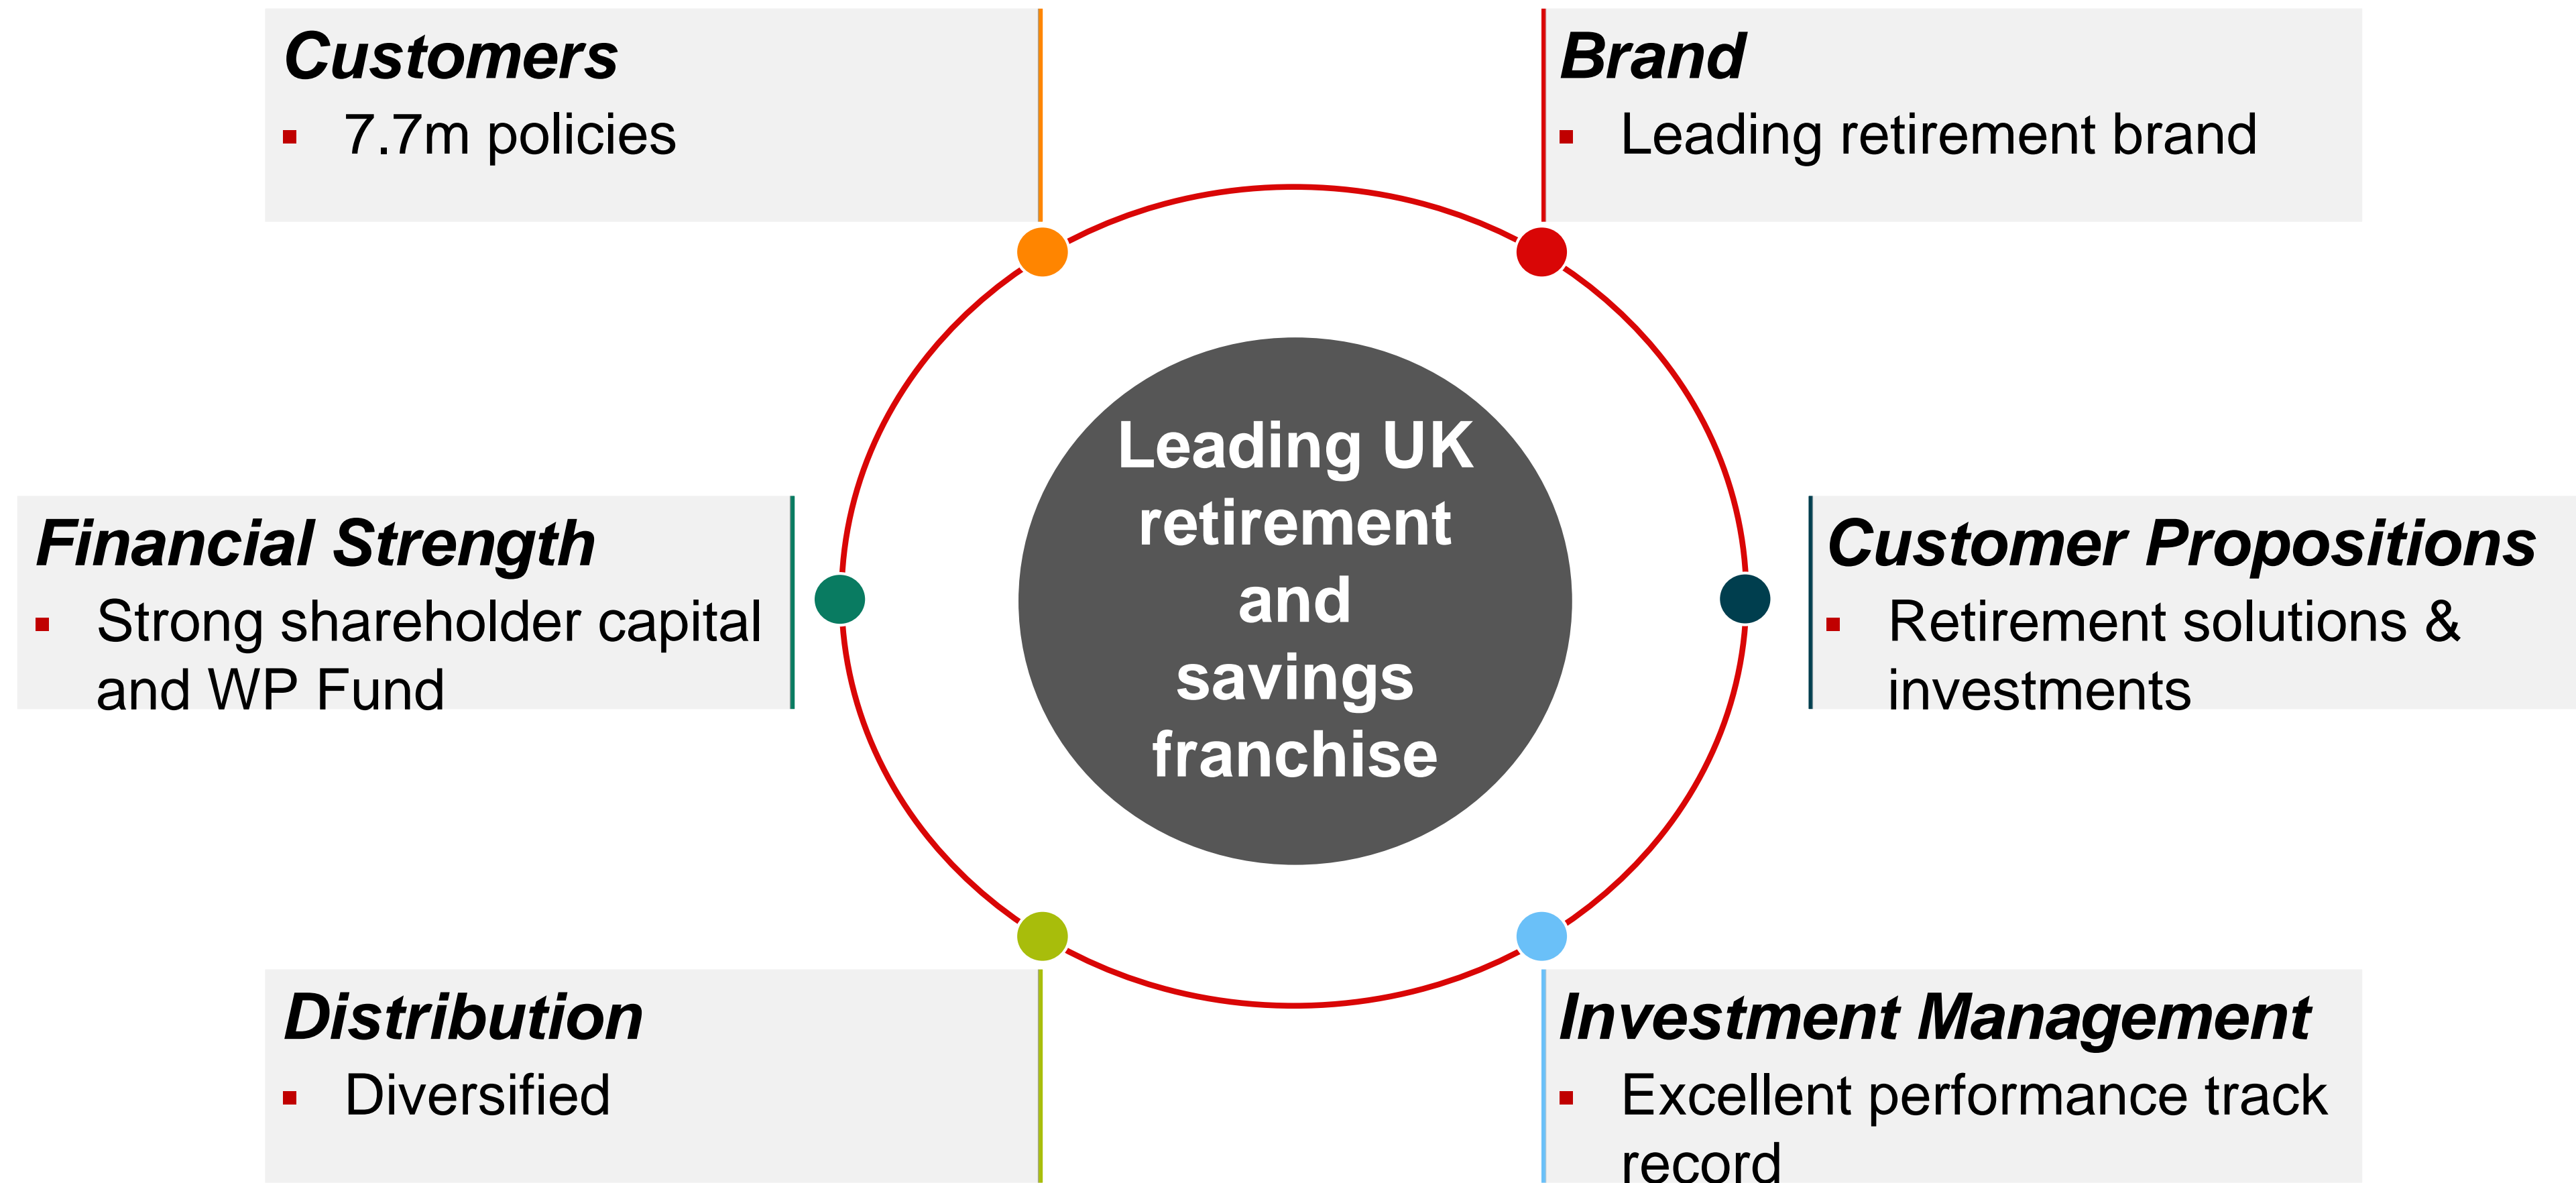 Customers
▪ 7.7m policies
Brand
▪ Leading retirement brand
Financial Strength
▪ Strong shareholder capital
and WP Fund
Leading UK
retirement
and
savings
franchise
Customer Propositions
▪ Retirement solutions &
investments
Distribution
▪ Diversified
Investment Management
▪ Excellent performance track
record